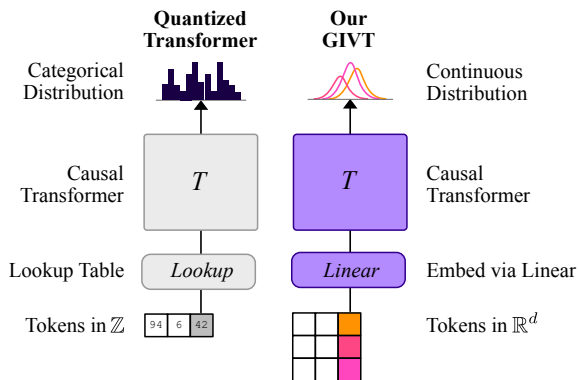 Quantized
Transformer
Our
GIVT
Categorical
Distribution
Continuous
Distribution
Causal
Transformer
T
T
Causal
Transformer
Lookup Table
Lookup
Linear
Embed via Linear
Tokens in ℤ
94 6 42
Tokens in ℝ^d